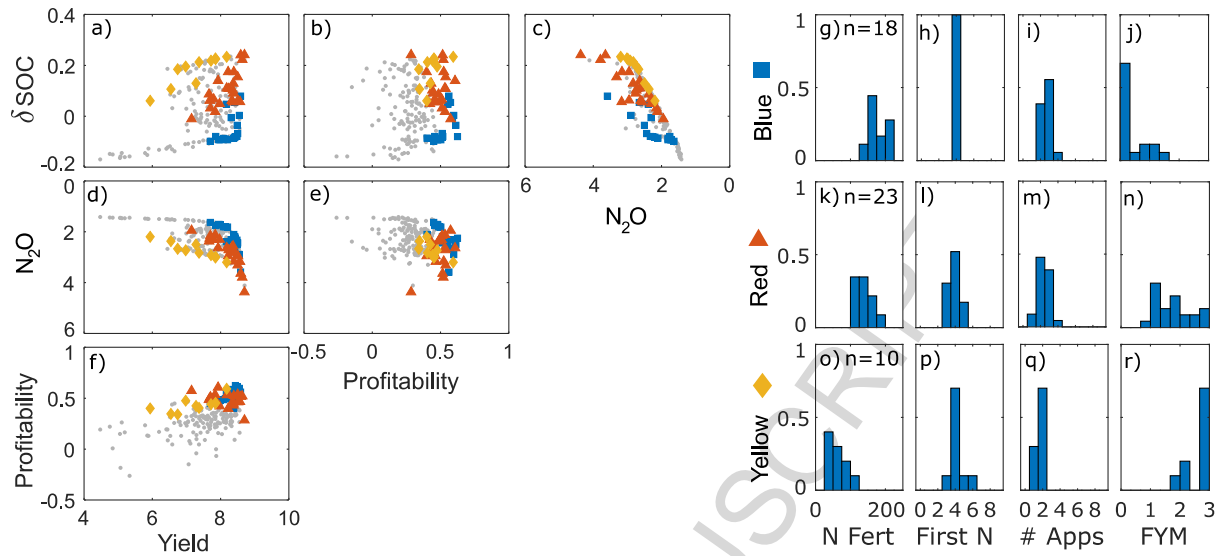 a)
b)
c)
0.4
0.2
0
-0.2
δ SOC
6
4
2
0
N₂O
d)
e)
0
2
4
6
N₂O
-0.5
0
0.5
1
Profitability
f)
1
0.5
0
-0.5
Profitability
4
6
8
10
Yield
Blue
1
0.5
0
g) n=18
h)
i)
j)
Red
1
0.5
0
k) n=23
l)
m)
n)
Yellow
1
0.5
0
o) n=10
p)
q)
r)
0
200
N Fert
0 2 4 6 8
First N
0 2 4 6 8
# Apps
0 1 2 3
FYM
USCRIPT